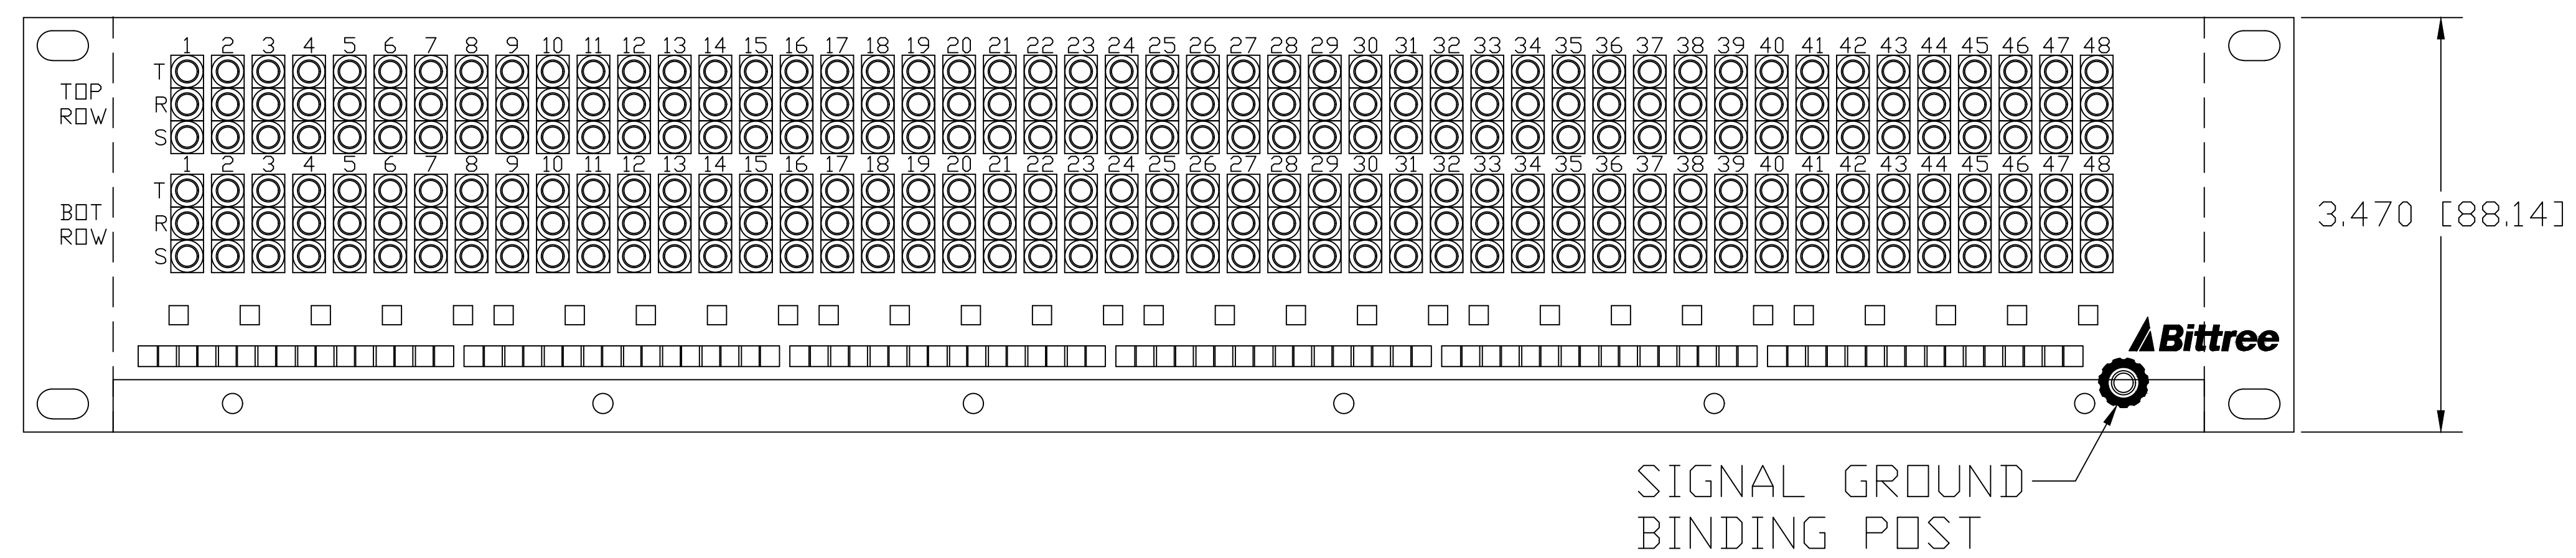 1 2 3 4 5 6 7 8 9 10 11 12 13 14 15 16 17 18 19 20 21 22 23 24 25 26 27 28 29 30 31 32 33 34 35 36 37 38 39 40 41 42 43 44 45 46 47 48
T
TOP
R
ROW
S
1 2 3 4 5 6 7 8 9 10 11 12 13 14 15 16 17 18 19 20 21 22 23 24 25 26 27 28 29 30 31 32 33 34 35 36 37 38 39 40 41 42 43 44 45 46 47 48
T
BOT
R
ROW
S
3.470 [88.14]
Bittree
SIGNAL GROUND
BINDING POST